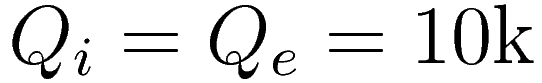 Q_i = Q_e = 10k